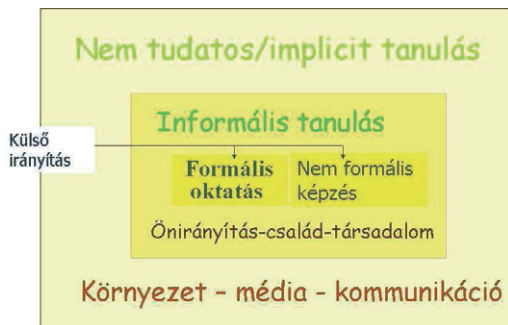 Nem tudatos/implicit tanulás
Informális tanulás
Külső
irányítás
Formális
oktatás
Nem formális
képzés
Önirányítás-család-társadalom
Környezet – média - kommunikáció